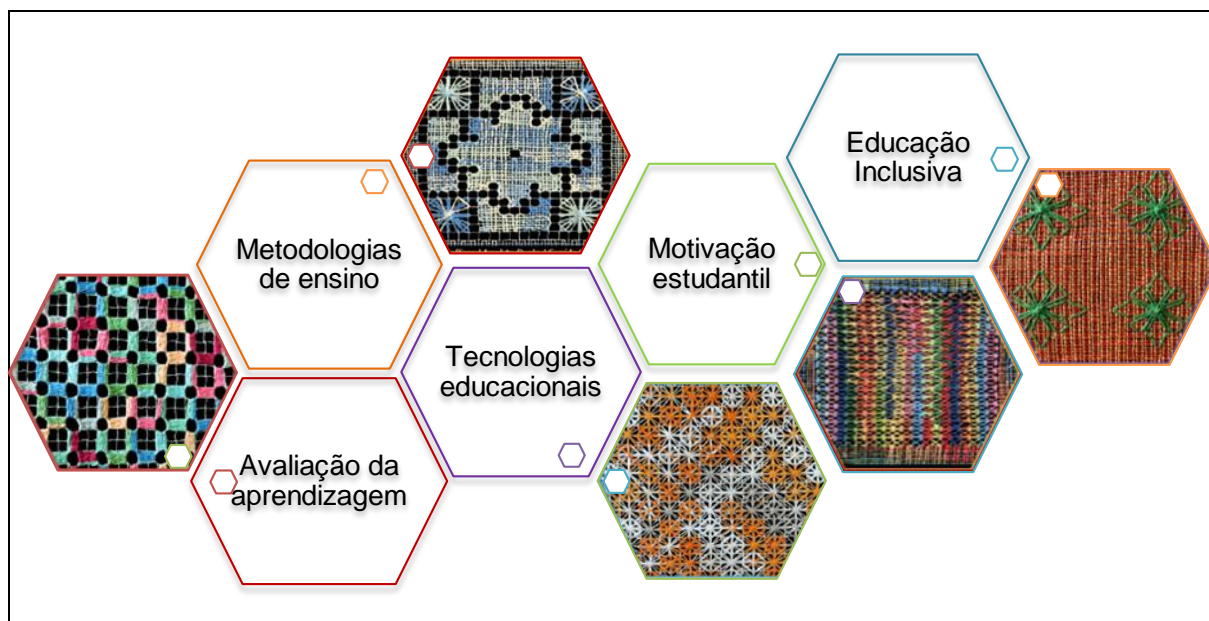 Educação
Inclusiva
Metodologias
de ensino
Motivação
estudantil
Tecnologias
educacionais
Avaliação da
aprendizagem